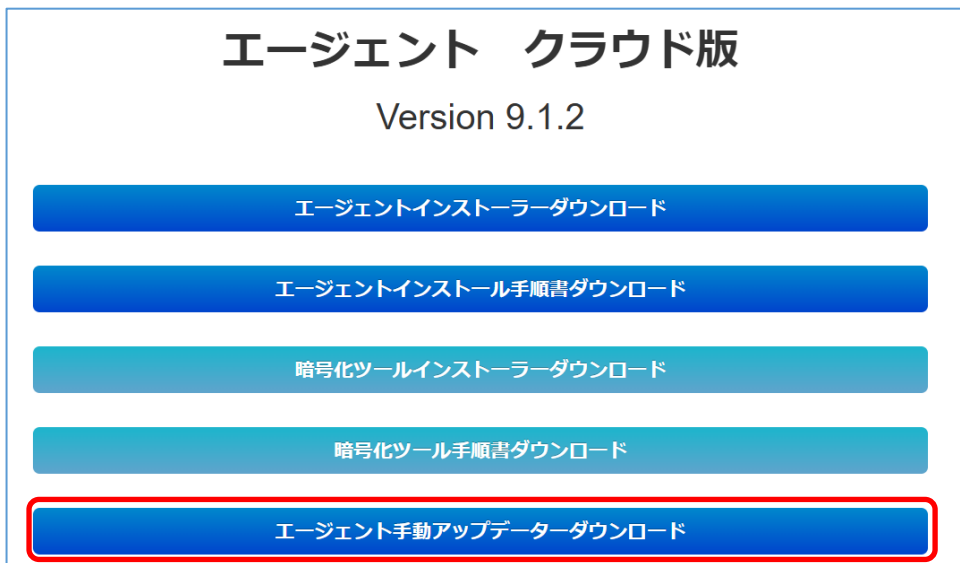 エージェント　クラウド版
Version 9.1.2
エージェントインストーラーダウンロード
エージェントインストール手順書ダウンロード
暗号化ツールインストーラーダウンロード
暗号化ツール手順書ダウンロード
エージェント手動アップデーターダウンロード